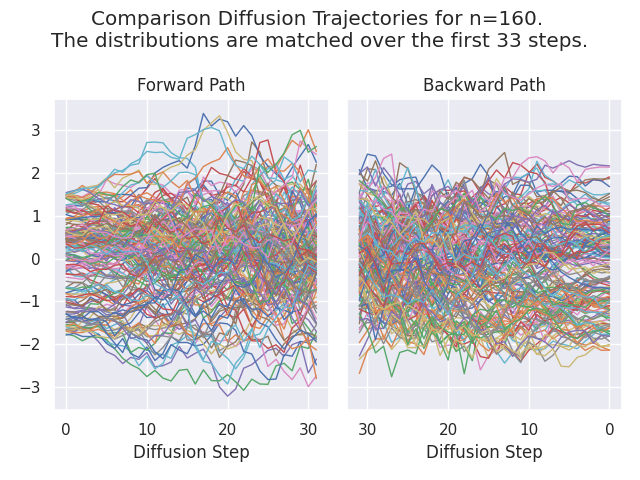 Comparison Diffusion Trajectories for n=160.
The distributions are matched over the first 33 steps.
Forward Path
Backward Path
3
2
1
0
−1
−2
−3
0 10 20 30
30 20 10 0
Diffusion Step
Diffusion Step